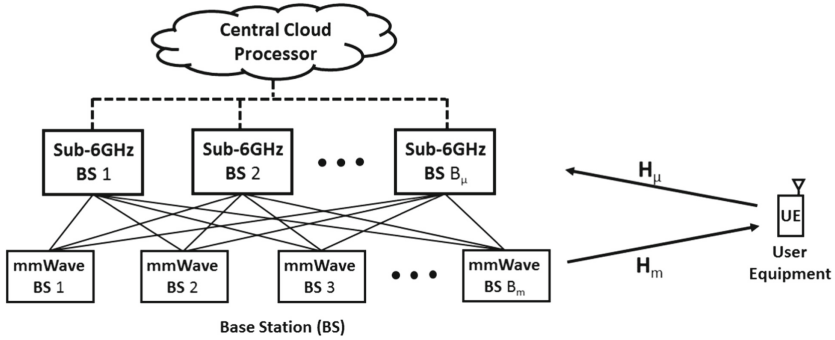 Central Cloud
Processor
Sub-6GHz
BS 1
Sub-6GHz
BS 2
Sub-6GHz
BS Bμ
Hμ
UE
User
Equipment
Hm
mmWave
BS 1
mmWave
BS 2
mmWave
BS 3
mmWave
BS Bm
Base Station (BS)